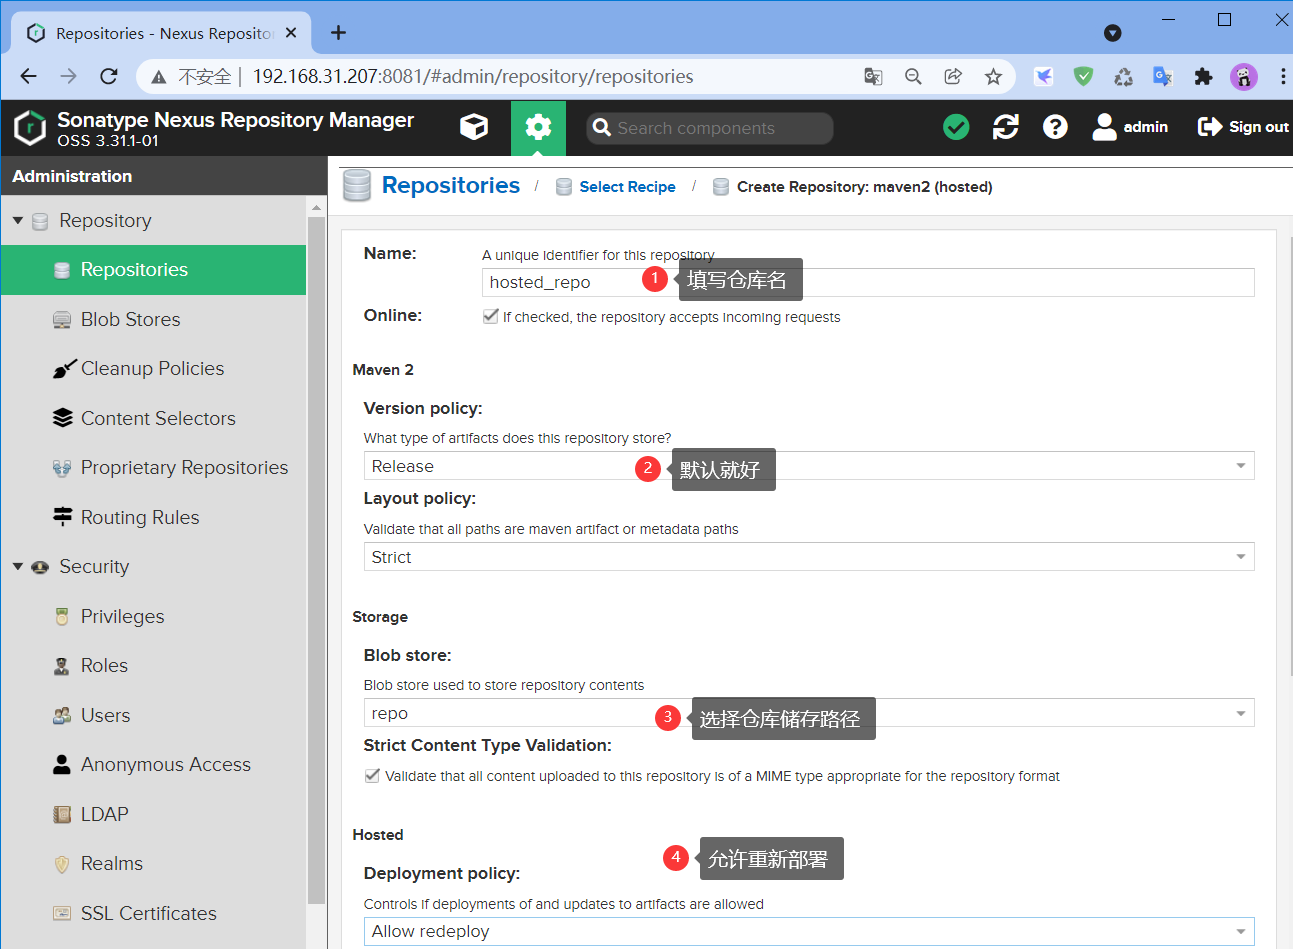 Repositories - Nexus Reposito
不安全 | 192.168.31.207:8081/#admin/repository/repositories
Sonatype Nexus Repository Manager
OSS 3.31.1-01
Search components
admin
Sign out
Administration
Repositories / Select Recipe / Create Repository: maven2 (hosted)
Repository
Repositories
Blob Stores
Cleanup Policies
Content Selectors
Proprietary Repositories
Routing Rules
Security
Privileges
Roles
Users
Anonymous Access
LDAP
Realms
SSL Certificates
Name:
A unique identifier for this repository
hosted_repo
1 填写仓库名
Online:
If checked, the repository accepts incoming requests
Maven 2
Version policy:
What type of artifacts does this repository store?
Release
2 默认就好
Layout policy:
Validate that all paths are maven artifact or metadata paths
Strict
Storage
Blob store:
Blob store used to store repository contents
repo
3 选择仓库储存路径
Strict Content Type Validation:
Validate that all content uploaded to this repository is of a MIME type appropriate for the repository format
Hosted
4 允许重新部署
Deployment policy:
Controls if deployments of and updates to artifacts are allowed
Allow redeploy